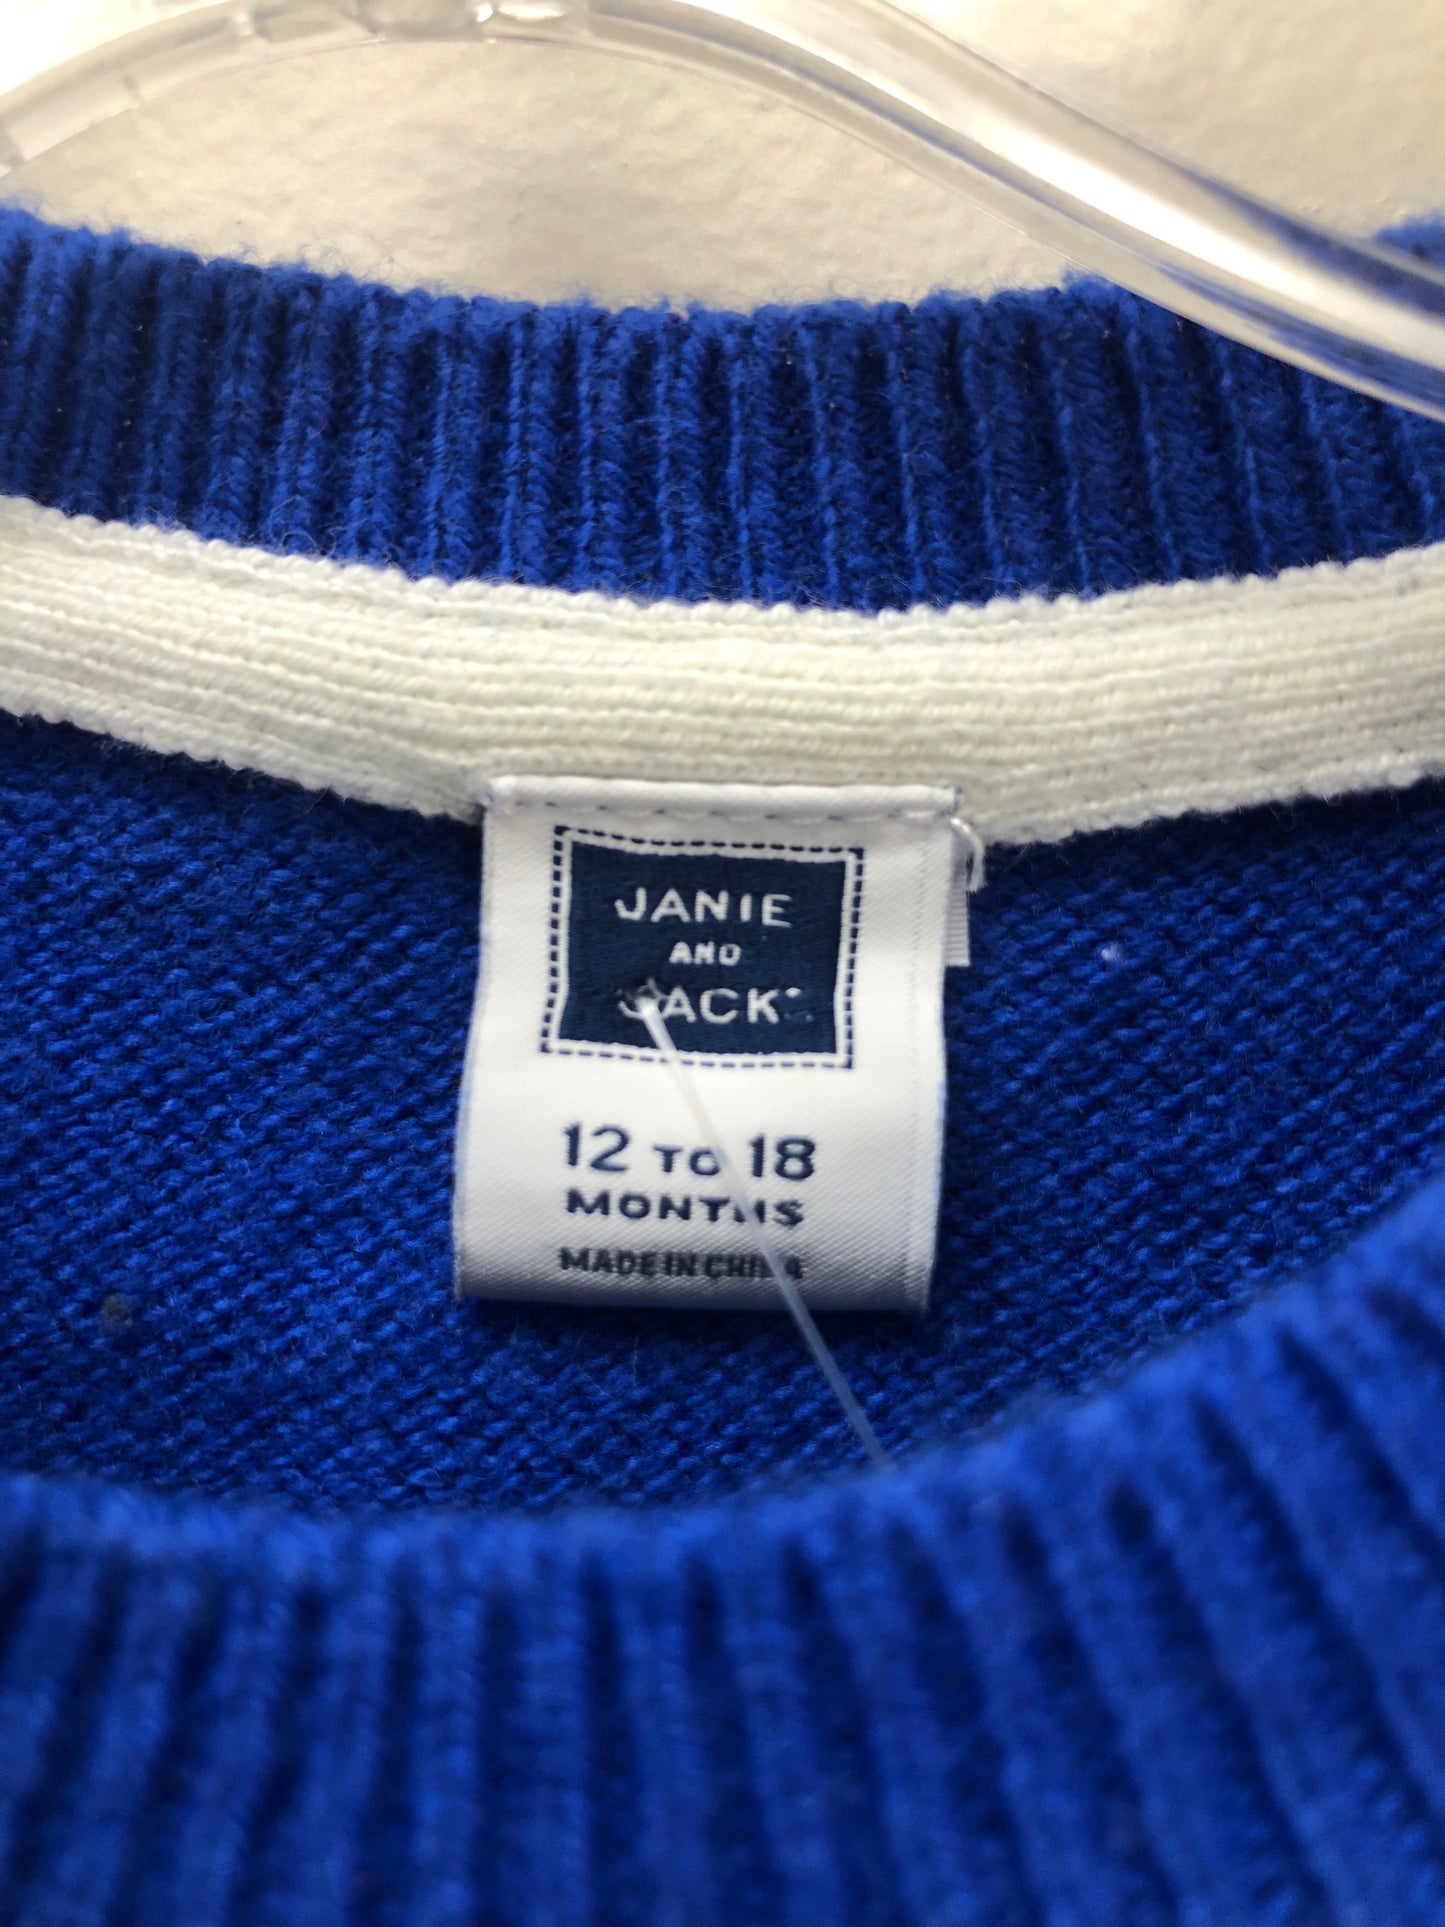 JANIE
AND
JACK
12 TO 18
MONTHS
MADE IN CHINA